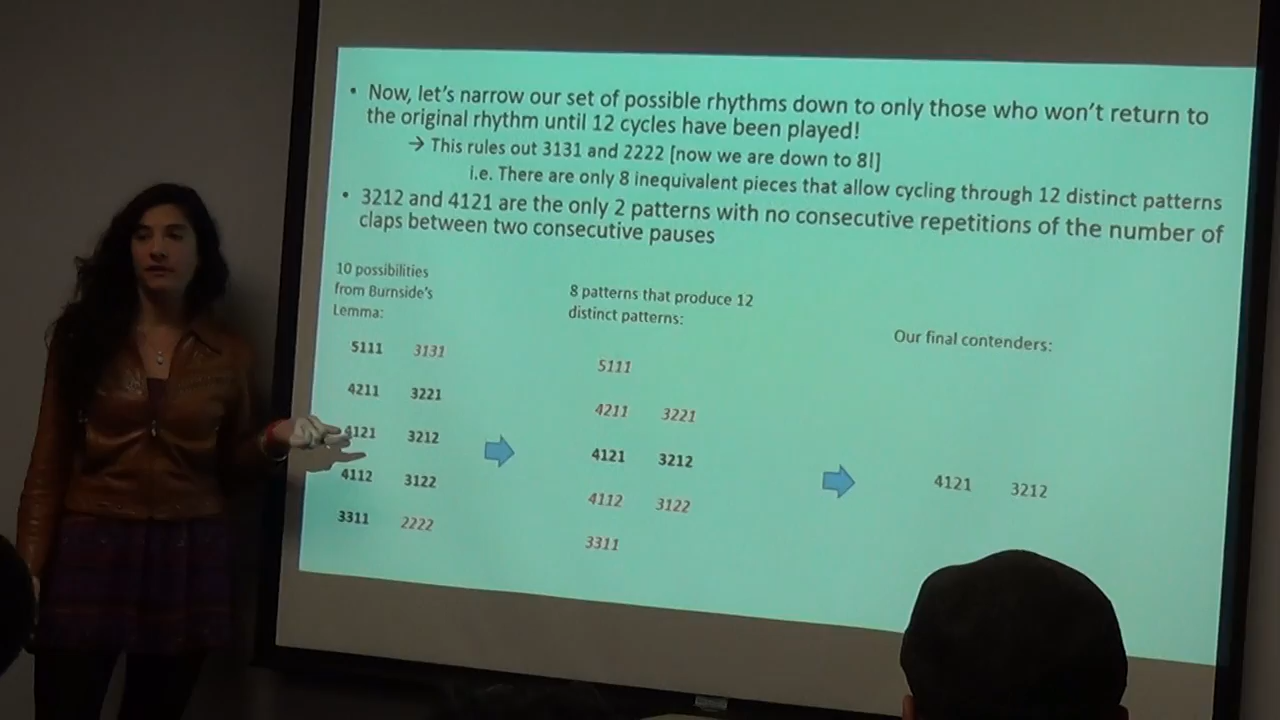 • Now, let's narrow our set of possible rhythms down to only those who won't return to
the original rhythm until 12 cycles have been played!
→ This rules out 3131 and 2222 [now we are down to 8!]
i.e. There are only 8 inequivalent pieces that allow cycling through 12 distinct patterns
• 3212 and 4121 are the only 2 patterns with no consecutive repetitions of the number of
claps between two consecutive pauses
10 possibilities
from Burnside's
Lemma:
5111 3131
4211 3221
4121 3212
4112 3122
3311 2222
8 patterns that produce 12
distinct patterns:
5111
4211 3221
4121 3212
4112 3122
3311
Our final contenders:
4121 3212